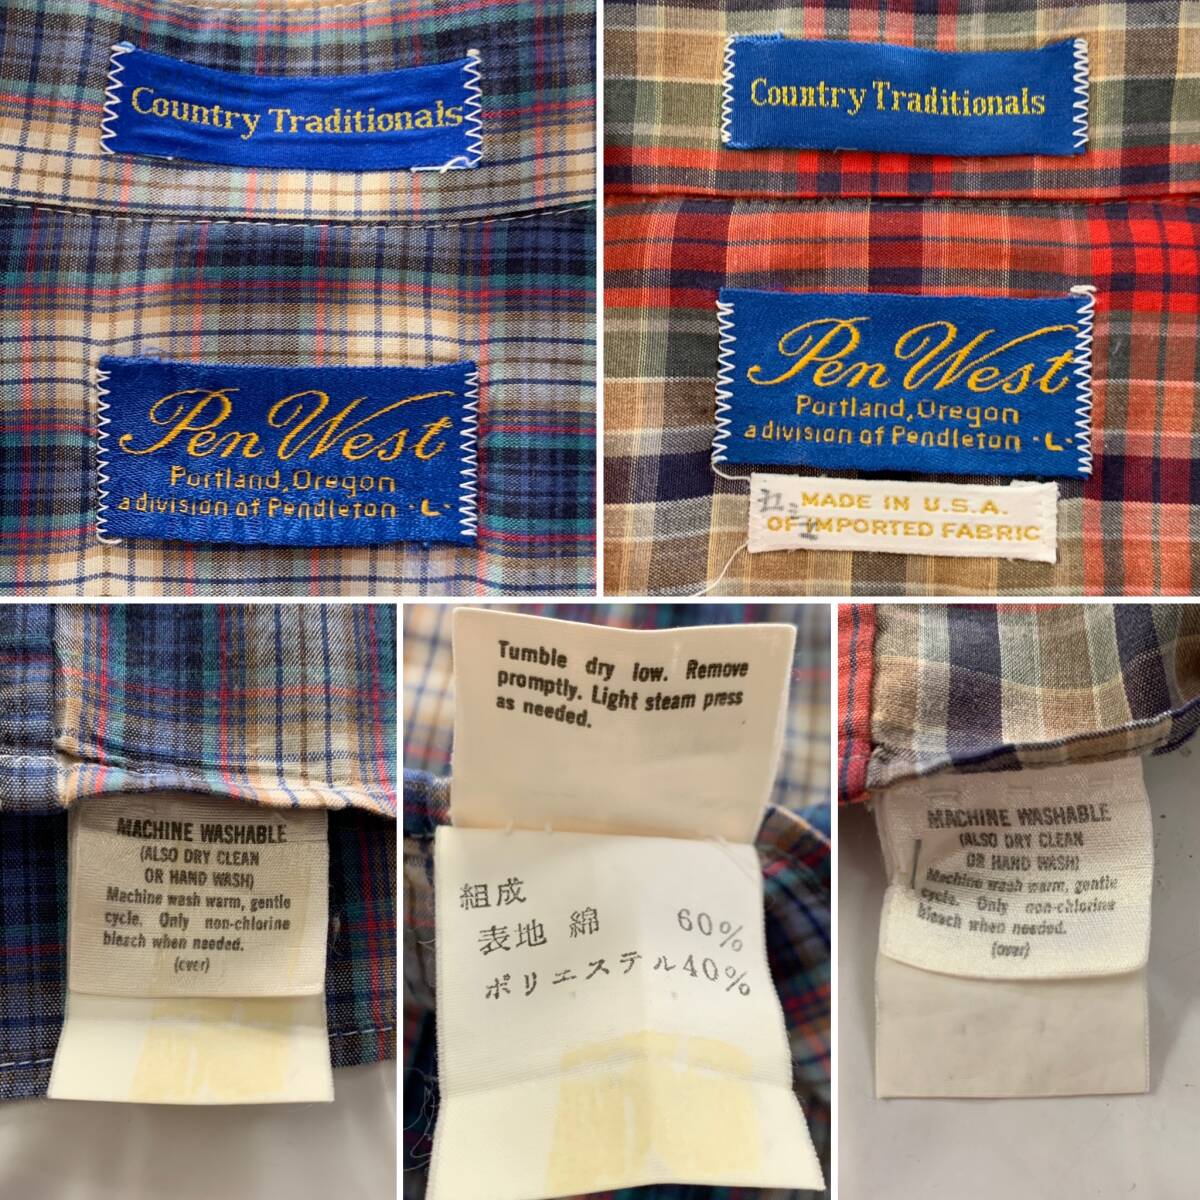 Country Traditionals
Pen West
Portland, Oregon
a division of Pendleton ·L·
Country Traditionals
Pen West
Portland, Oregon
a division of Pendleton ·L·
MADE IN U.S.A.
OF IMPORTED FABRIC
MACHINE WASHABLE
(ALSO DRY CLEAN
OR HAND WASH)
Machine wash warm, gentle
cycle. Only non-chlorine
bleach when needed.
(over)
Tumble dry low. Remove
promptly. Light steam press
as needed.
組成
表地 綿 60%
ポリエステル 40%
MACHINE WASHABLE
(ALSO DRY CLEAN
OR HAND WASH)
Machine wash warm, gentle
cycle. Only non-chlorine
bleach when needed.
(over)